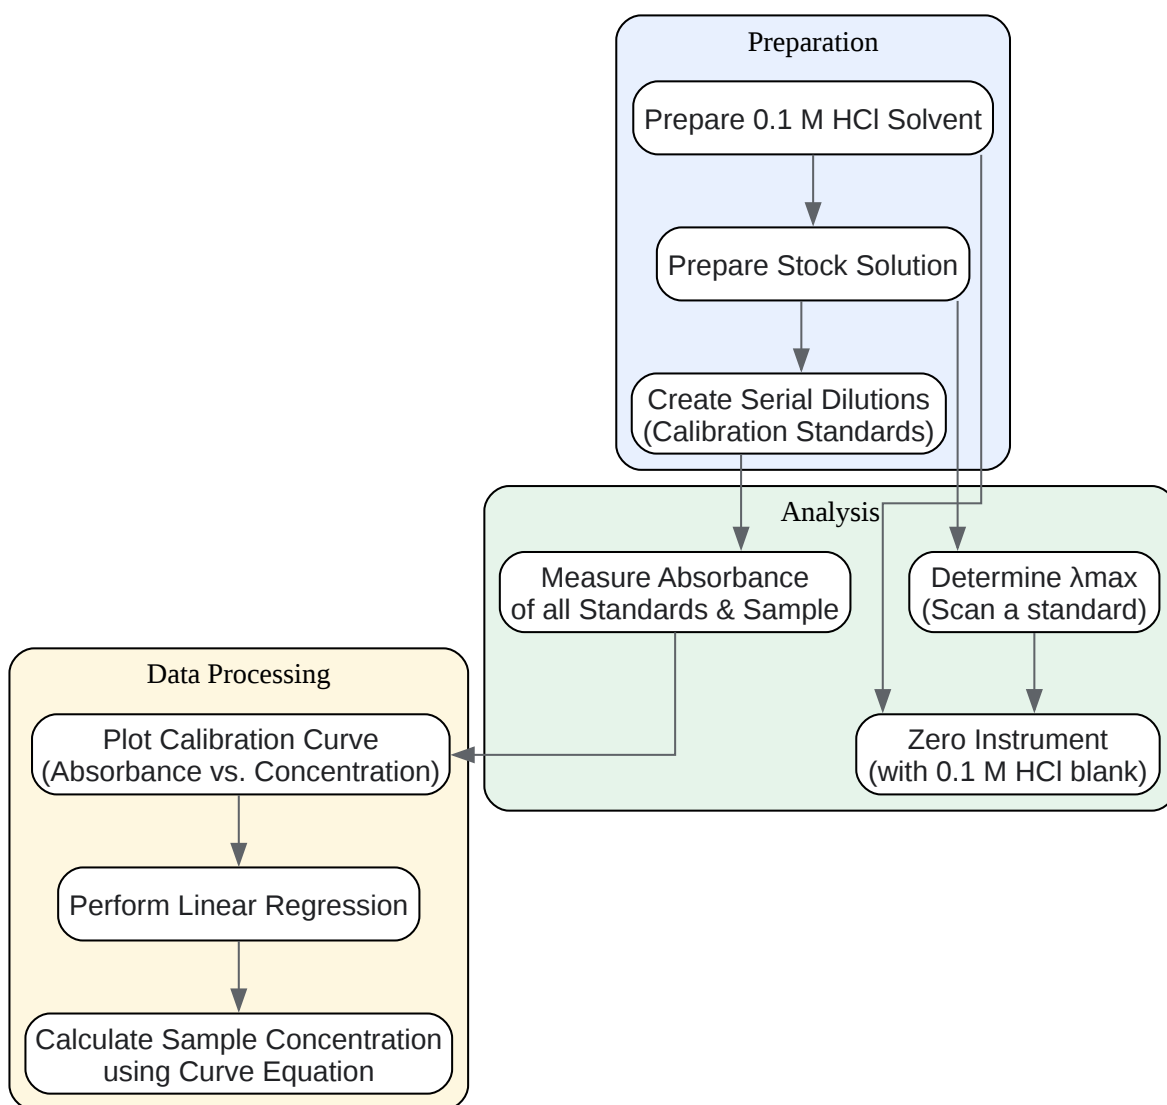 Preparation
Prepare 0.1 M HCl Solvent
Prepare Stock Solution
Create Serial Dilutions
(Calibration Standards)
Analysis
Measure Absorbance
of all Standards & Sample
Determine λmax
(Scan a standard)
Zero Instrument
(with 0.1 M HCl blank)
Data Processing
Plot Calibration Curve
(Absorbance vs. Concentration)
Perform Linear Regression
Calculate Sample Concentration
using Curve Equation